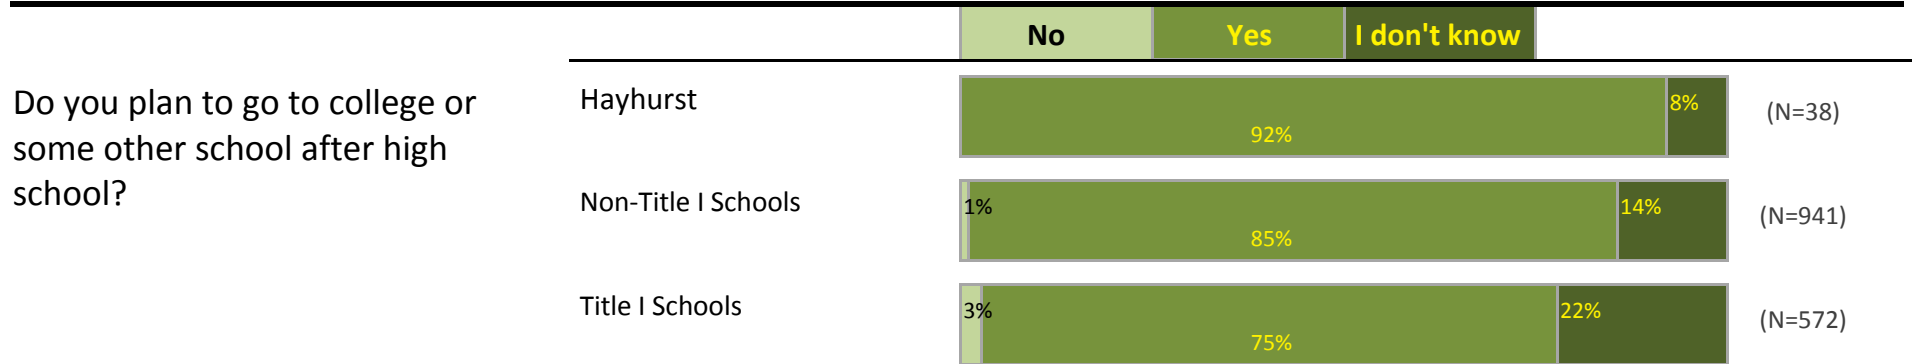 No Yes I don't know
Do you plan to go to college or
some other school after high
school?
Hayhurst
8%
92%
(N=38)
Non-Title I Schools
1%
14%
85%
(N=941)
Title I Schools
3%
22%
75%
(N=572)